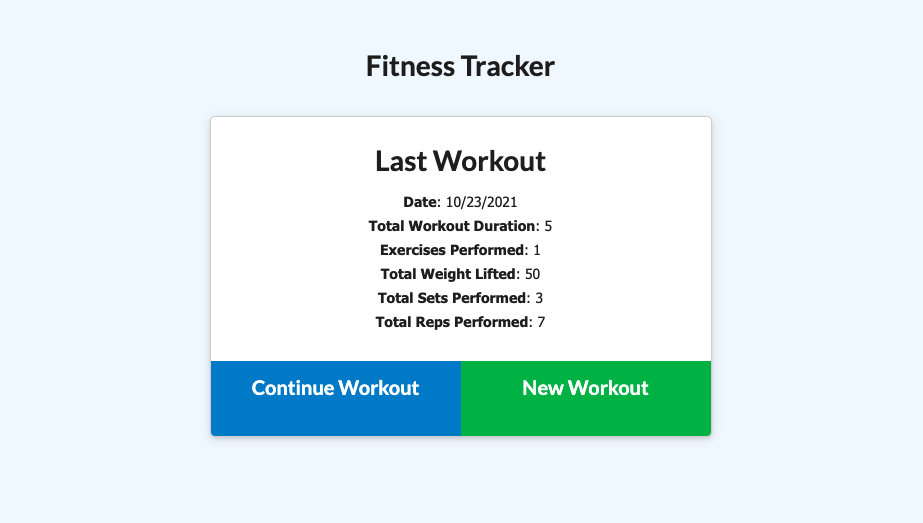 Fitness Tracker
Last Workout
Date: 10/23/2021
Total Workout Duration: 5
Exercises Performed: 1
Total Weight Lifted: 50
Total Sets Performed: 3
Total Reps Performed: 7
Continue Workout
New Workout